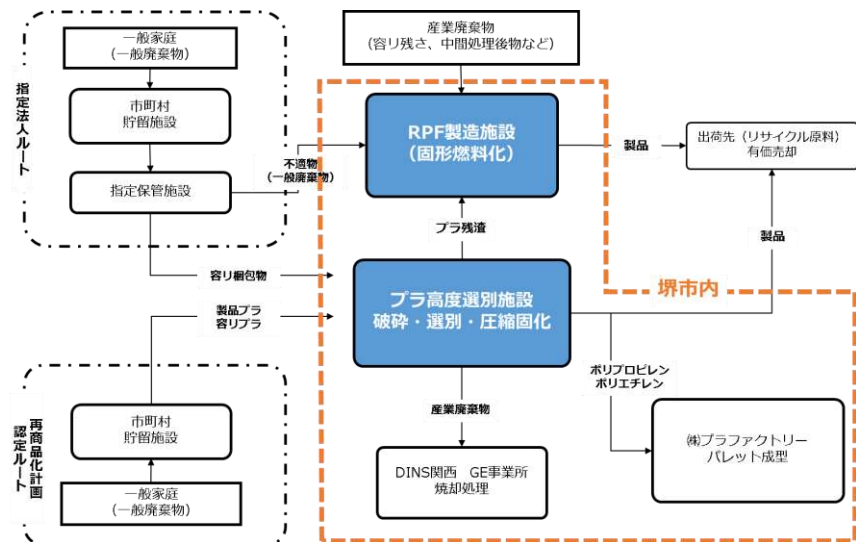 指定法人ルート
一般家庭
(一般廃棄物)
市町村
貯留施設
指定保管施設
産業廃棄物
(容リ残さ、中間処理後物など)
RPF製造施設
(固形燃料化)
不適物
(一般廃棄物)
製品
出荷先(リサイクル原料)
有価売却
プラ残渣
製品
容リ梱包物
製品プラ
容リプラ
プラ高度選別施設
破砕・選別・圧縮固化
堺市内
ポリプロピレン
ポリエチレン
産業廃棄物
DINS関西 GE事業所
焼却処理
㈱プラファクトリー
パレット成型
再商品化計画
認定ルート
市町村
貯留施設
一般家庭
(一般廃棄物)